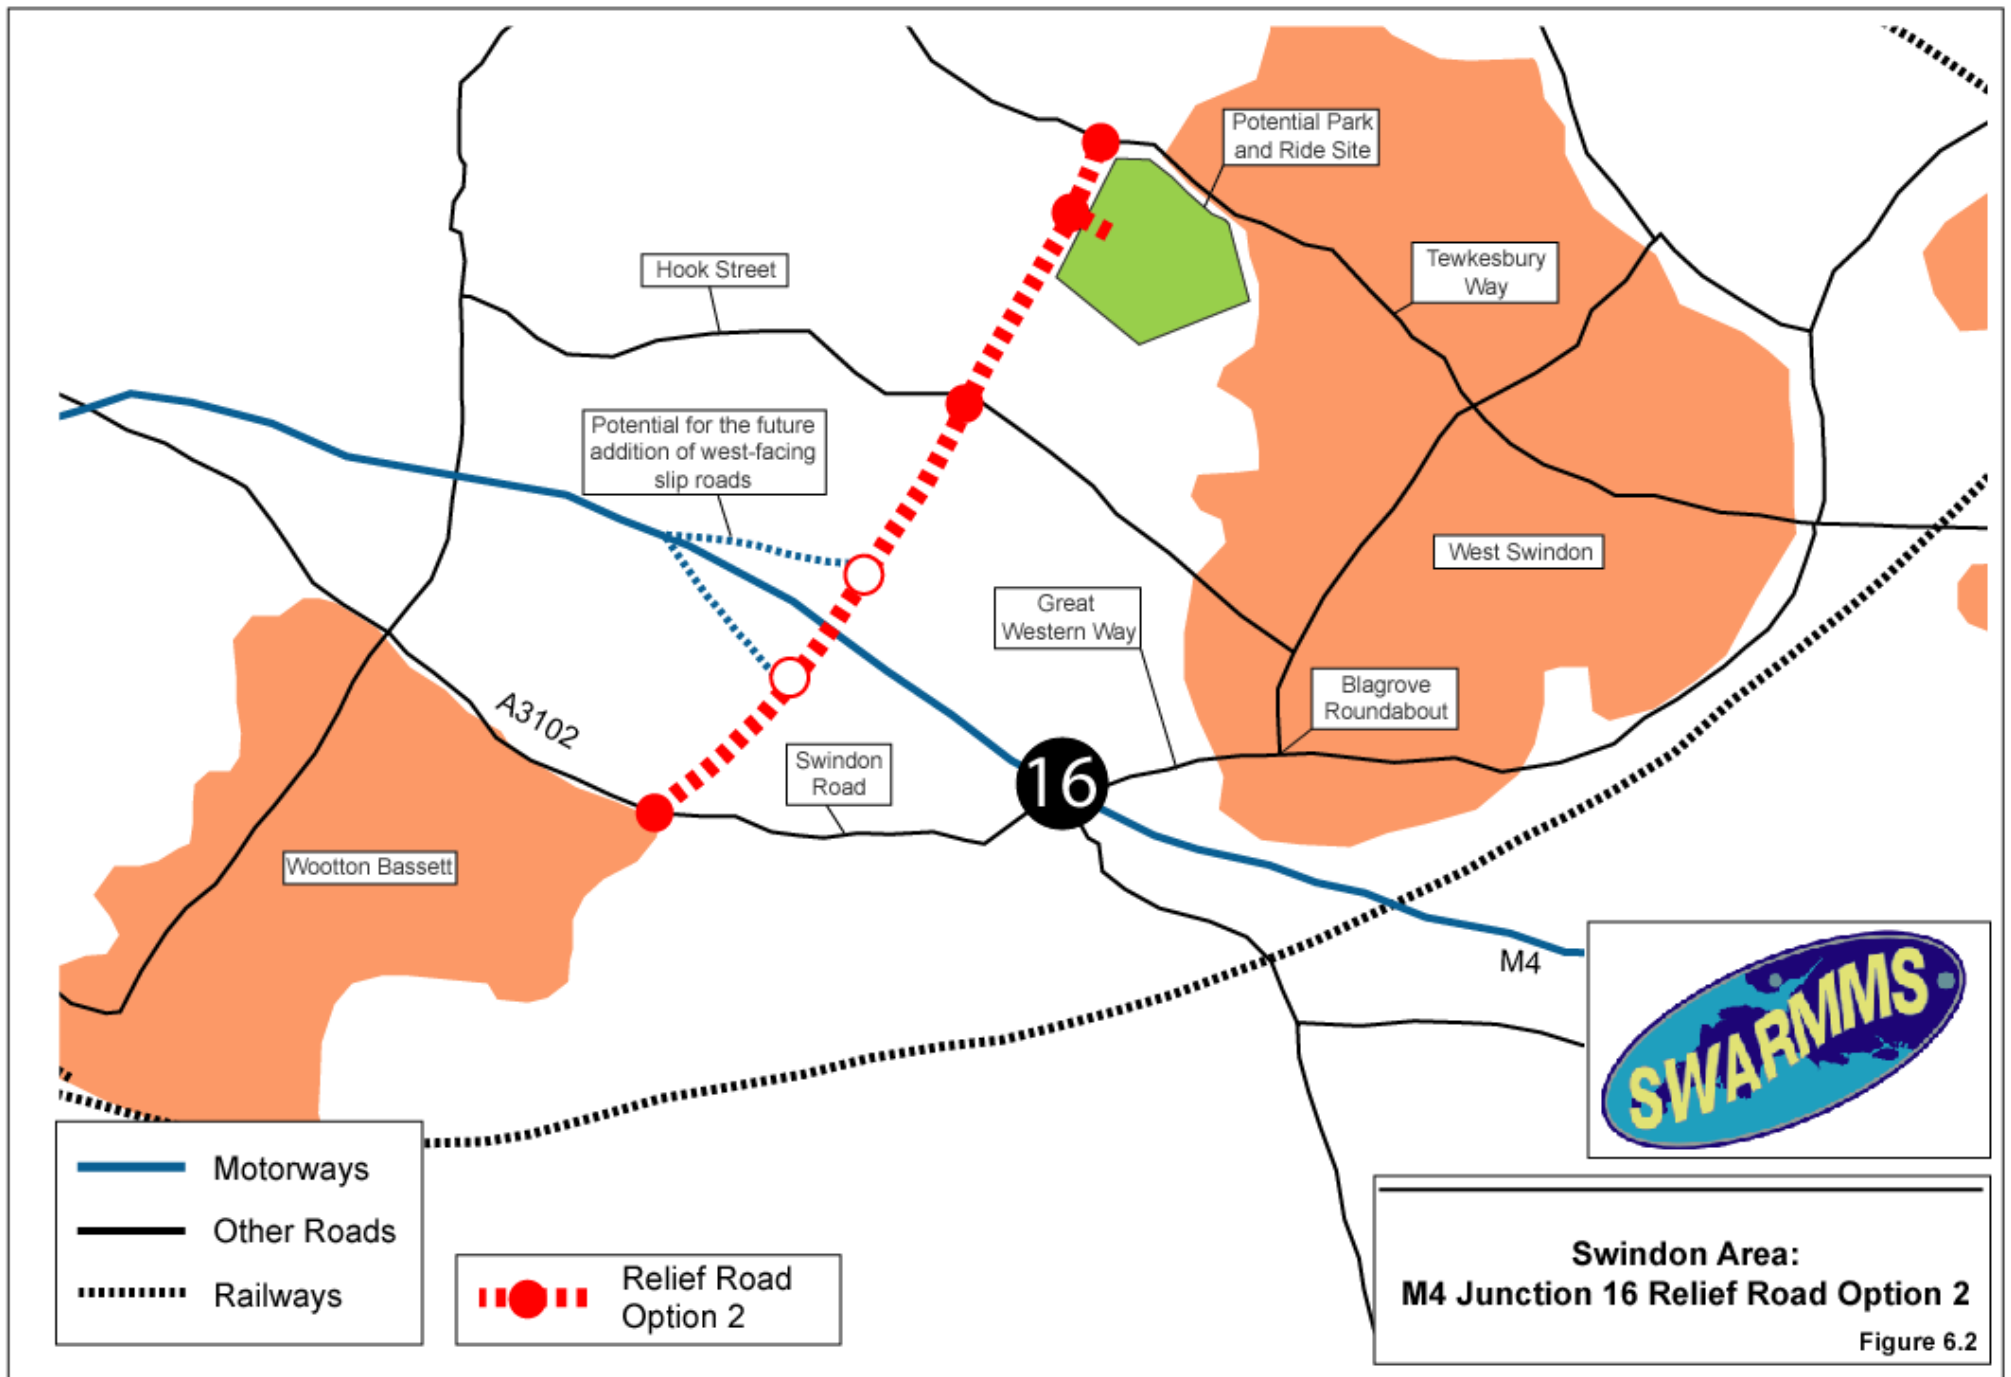 Potential Park
and Ride Site
Hook Street
Tewkesbury
Way
Potential for the future
addition of west-facing
slip roads
West Swindon
Great
Western Way
Blagrove
Roundabout
A3102
Swindon
Road
16
Wootton Bassett
M4
SWARMMS
Motorways
Other Roads
Railways
Relief Road
Option 2
Swindon Area:
M4 Junction 16 Relief Road Option 2
Figure 6.2